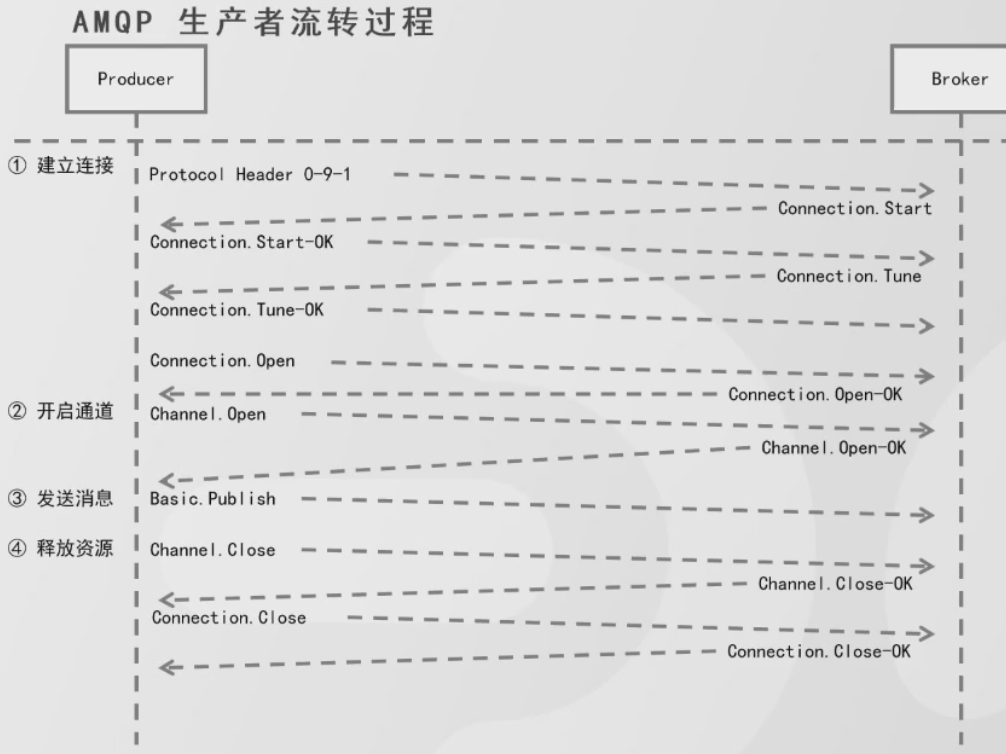 AMQP 生产者流转过程
Producer
Broker
① 建立连接
Protocol Header 0-9-1
Connection.Start
Connection.Start-OK
Connection.Tune
Connection.Tune-OK
Connection.Open
Connection.Open-OK
② 开启通道
Channel.Open
Channel.Open-OK
③ 发送消息
Basic.Publish
④ 释放资源
Channel.Close
Channel.Close-OK
Connection.Close
Connection.Close-OK